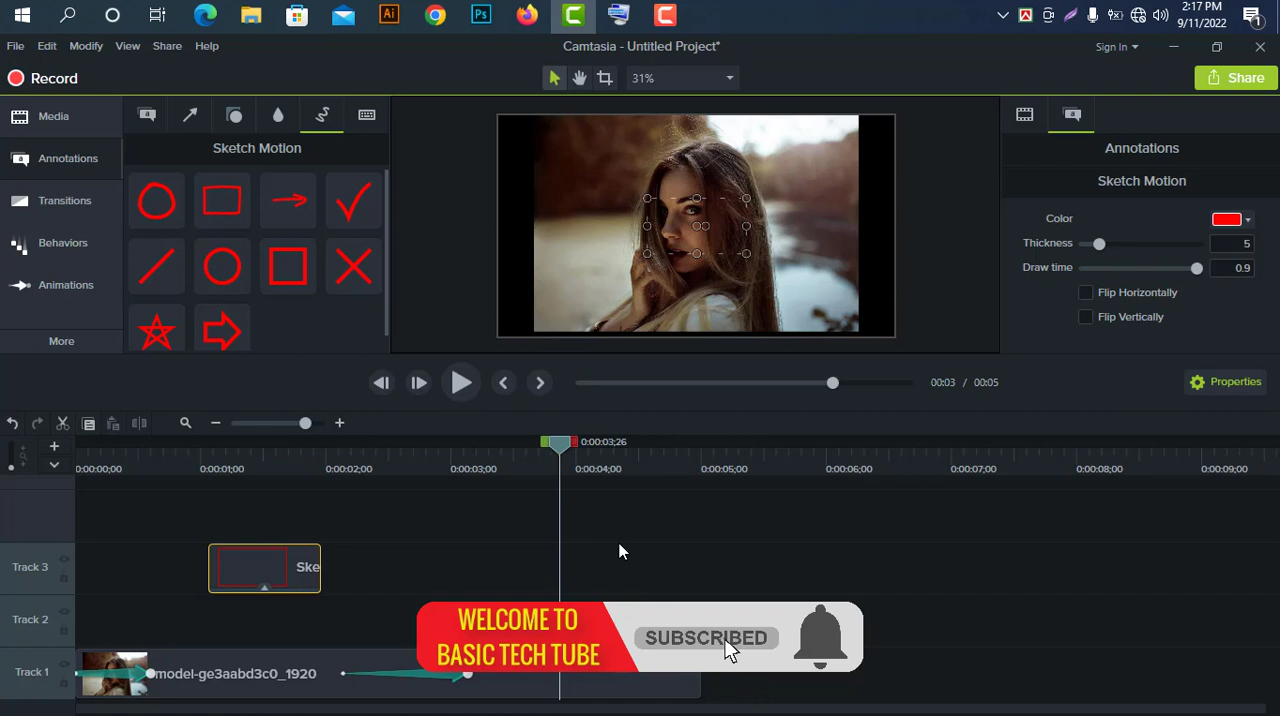 2:17 PM
9/11/2022
1
File Edit Modify View Share Help
Camtasia - Untitled Project*
Sign In
Record
31%
Share
Media
Annotations
Transitions
Behaviors
Animations
More
Sketch Motion
Annotations
Sketch Motion
Color
Thickness 5
Draw time 0.9
Flip Horizontally
Flip Vertically
00:03 / 00:05
Properties
0:00:03;26
0:00:00;00 0:00:01;00 0:00:02;00 0:00:03;00 0:00:04;00 0:00:05;00 0:00:06;00 0:00:07;00 0:00:08;00 0:00:09;00
Track 3
Ske
Track 2
Track 1
model-ge3aabd3c0_1920
WELCOME TO
BASIC TECH TUBE
SUBSCRIBED